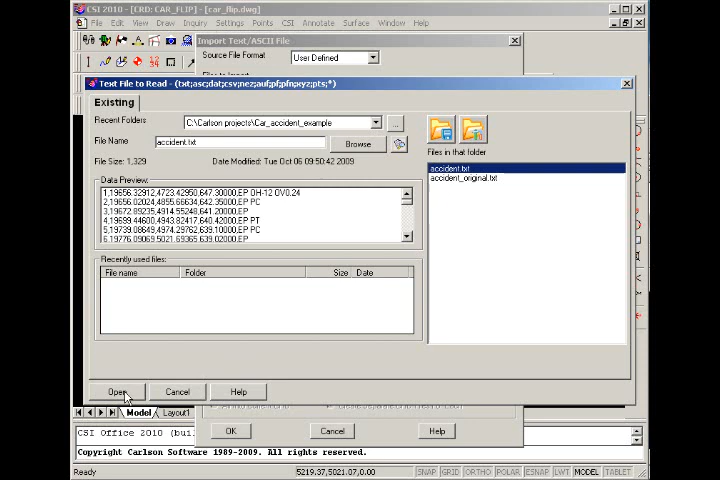 CSI 2010 - [CRD: CAR_FLIP] - [car_flip.dwg]
File Edit View Draw Inquiry Settings Points CSI Annotate Surface Window Help
Import Text/ASCII File
Source File Format User Defined
Text File to Read - (txt;asc;dat;csv;nez;auf;pf;pfn;xyz;pts;*)
Existing
Recent Folders C:\Carlson projects\Car_accident_example ...
File Name accident.txt Browse
Files in that folder
File Size: 1,329 Date Modified: Tue Oct 06 09:50:42 2009
accident.txt
accident_original.txt
Data Preview:
1,19656.32912,4723.42950,647.30000,EP OH-12 OV0.24
2,19656.02024,4855.66634,642.35000,EP PC
3,19672.89235,4914.55248,641.20000,EP
4,19699.44600,4943.82417,640.42000,EP PT
5,19739.08649,4974.29762,639.10000,EP PC
6,19776.09069,5021.69365,639.02000,EP
Recently used files:
File name Folder Size Date
Open Cancel Help
Model Layout1
OK Cancel Help
CSI Office 2010 (buil
Copyright Carlson Software 1989-2009. All rights reserved.
Ready 5219.37,5021.07,0.00 SNAP GRID ORTHO POLAR ESNAP LWT MODEL TABLET